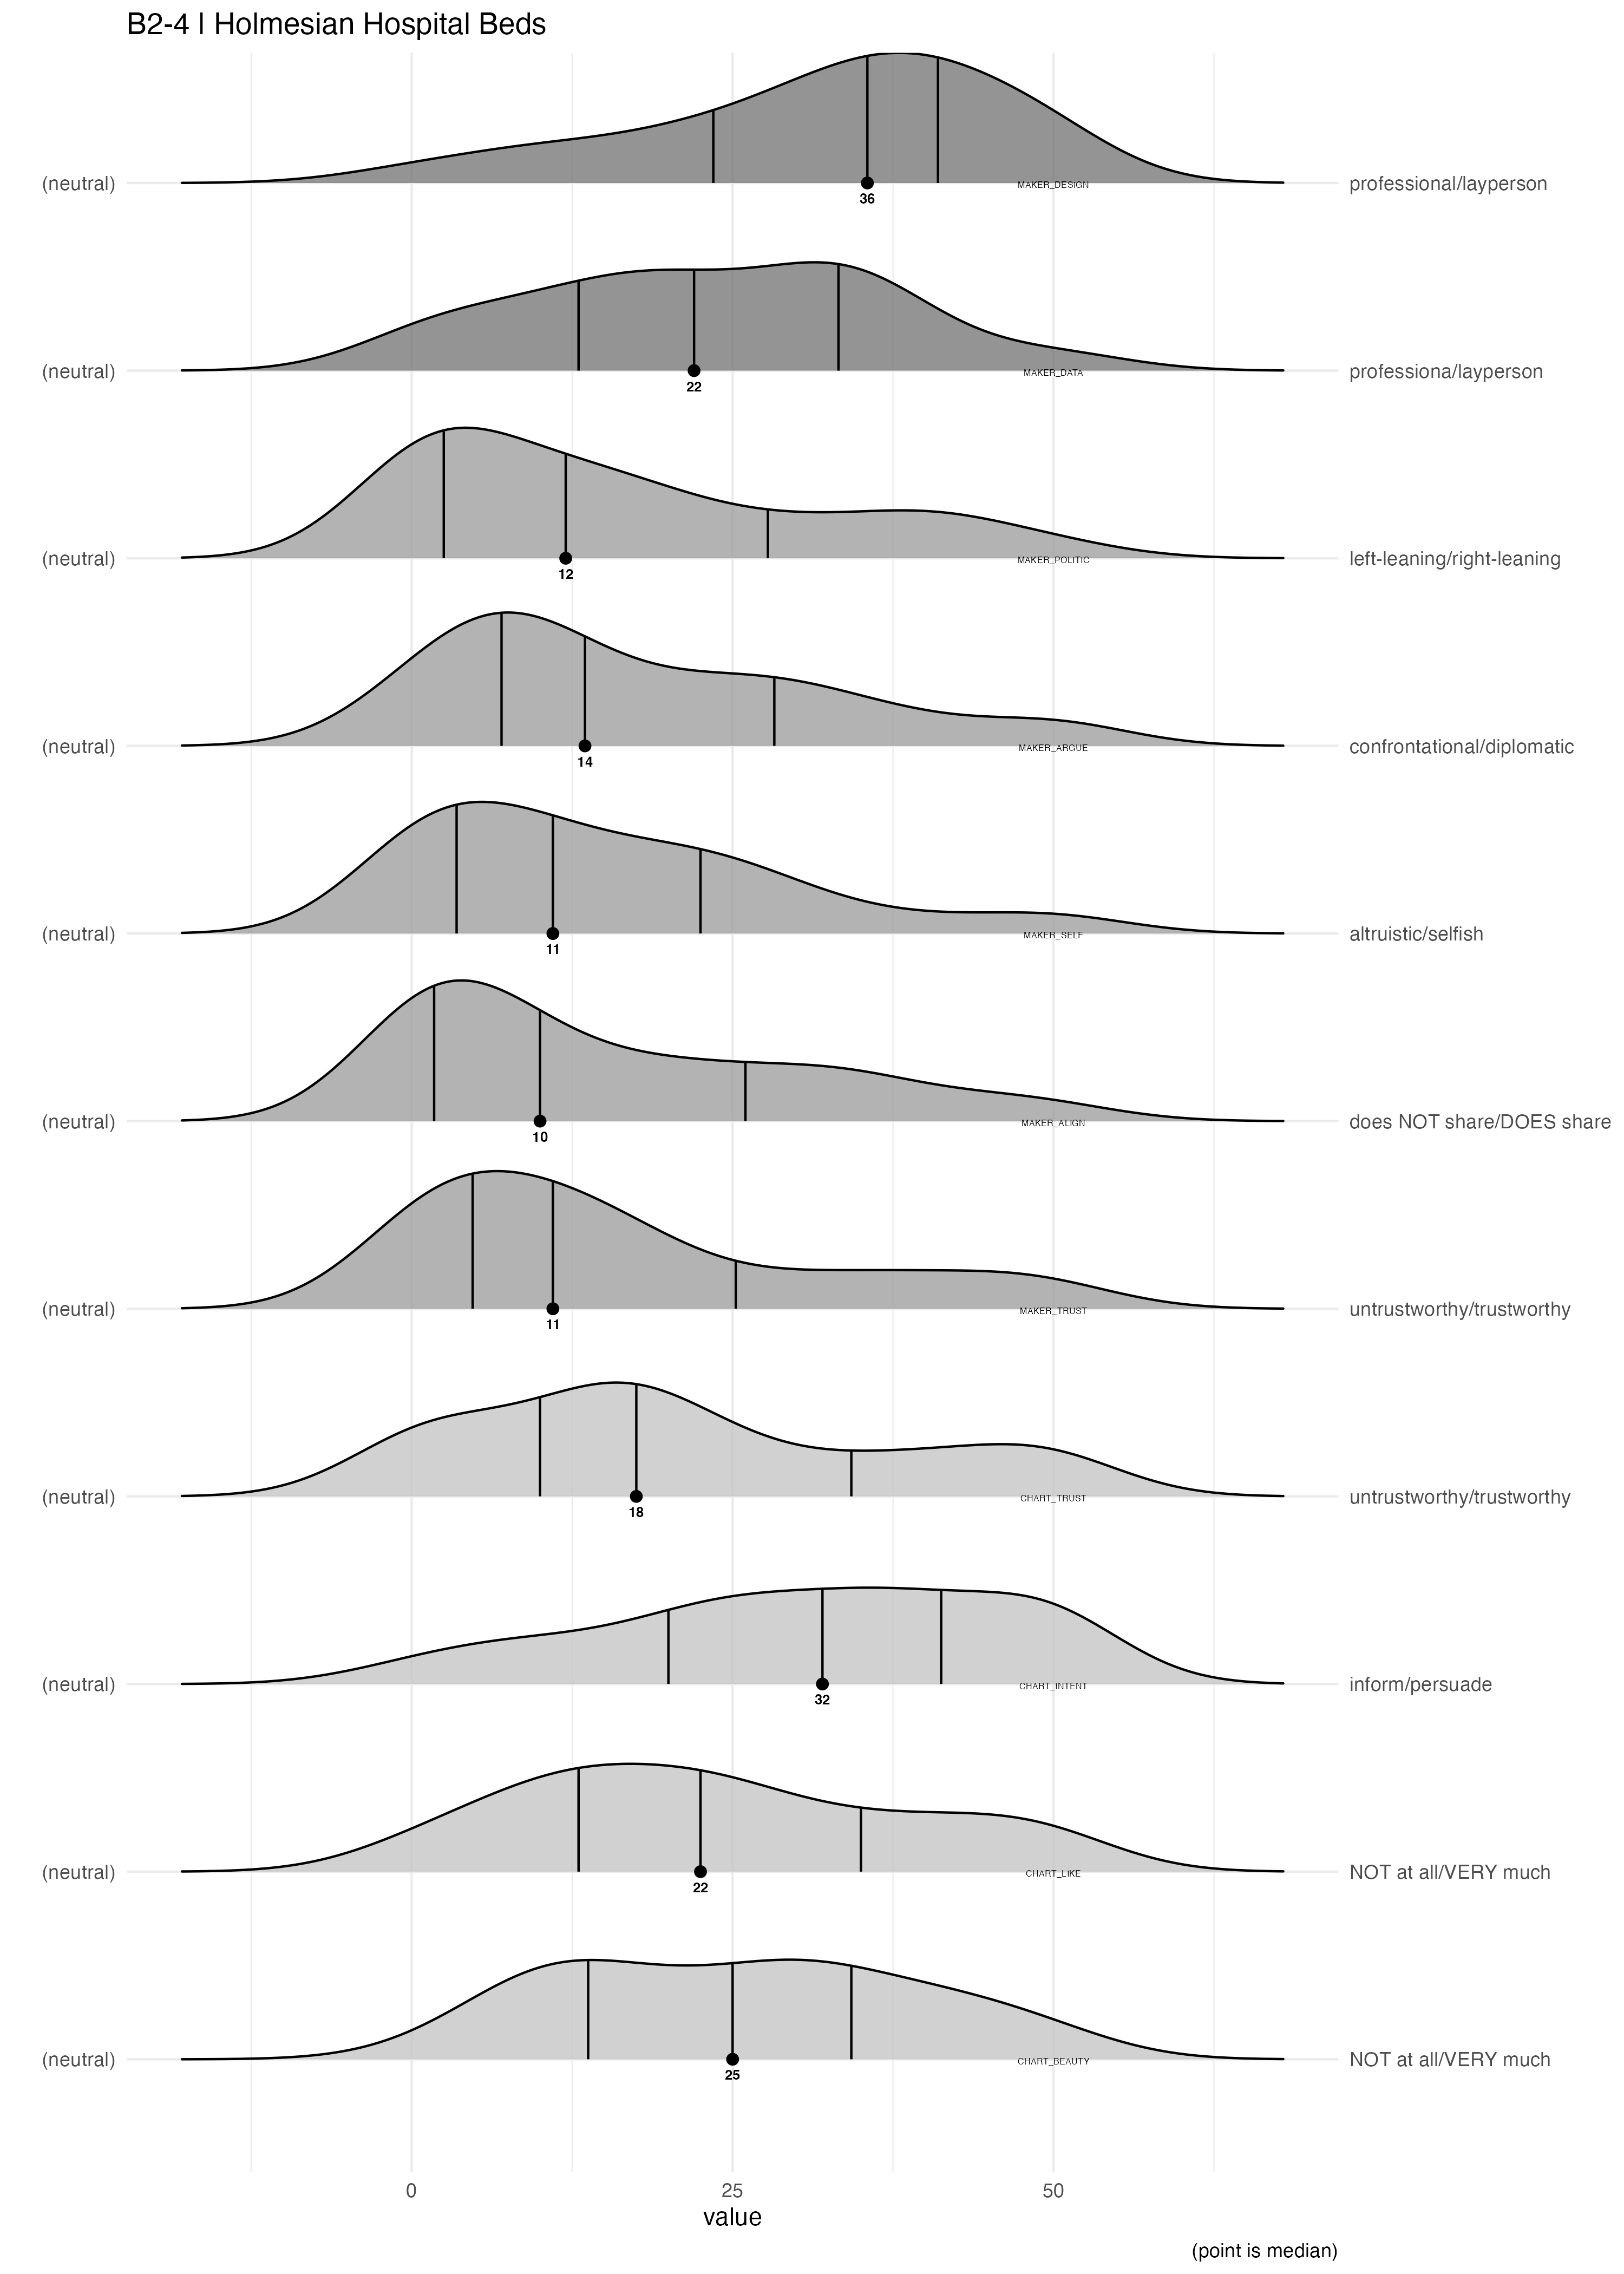 B2-4 | Holmesian Hospital Beds
(neutral) MAKER_DESIGN professional/layperson
36
(neutral) MAKER_DATA professiona/layperson
22
(neutral) MAKER_POLITIC left-leaning/right-leaning
12
(neutral) MAKER_ARGUE confrontational/diplomatic
14
(neutral) MAKER_SELF altruistic/selfish
11
(neutral) MAKER_ALIGN does NOT share/DOES share
10
(neutral) MAKER_TRUST untrustworthy/trustworthy
11
(neutral) CHART_TRUST untrustworthy/trustworthy
18
(neutral) CHART_INTENT inform/persuade
32
(neutral) CHART_LIKE NOT at all/VERY much
22
(neutral) CHART_BEAUTY NOT at all/VERY much
25
0 25 50
value
(point is median)